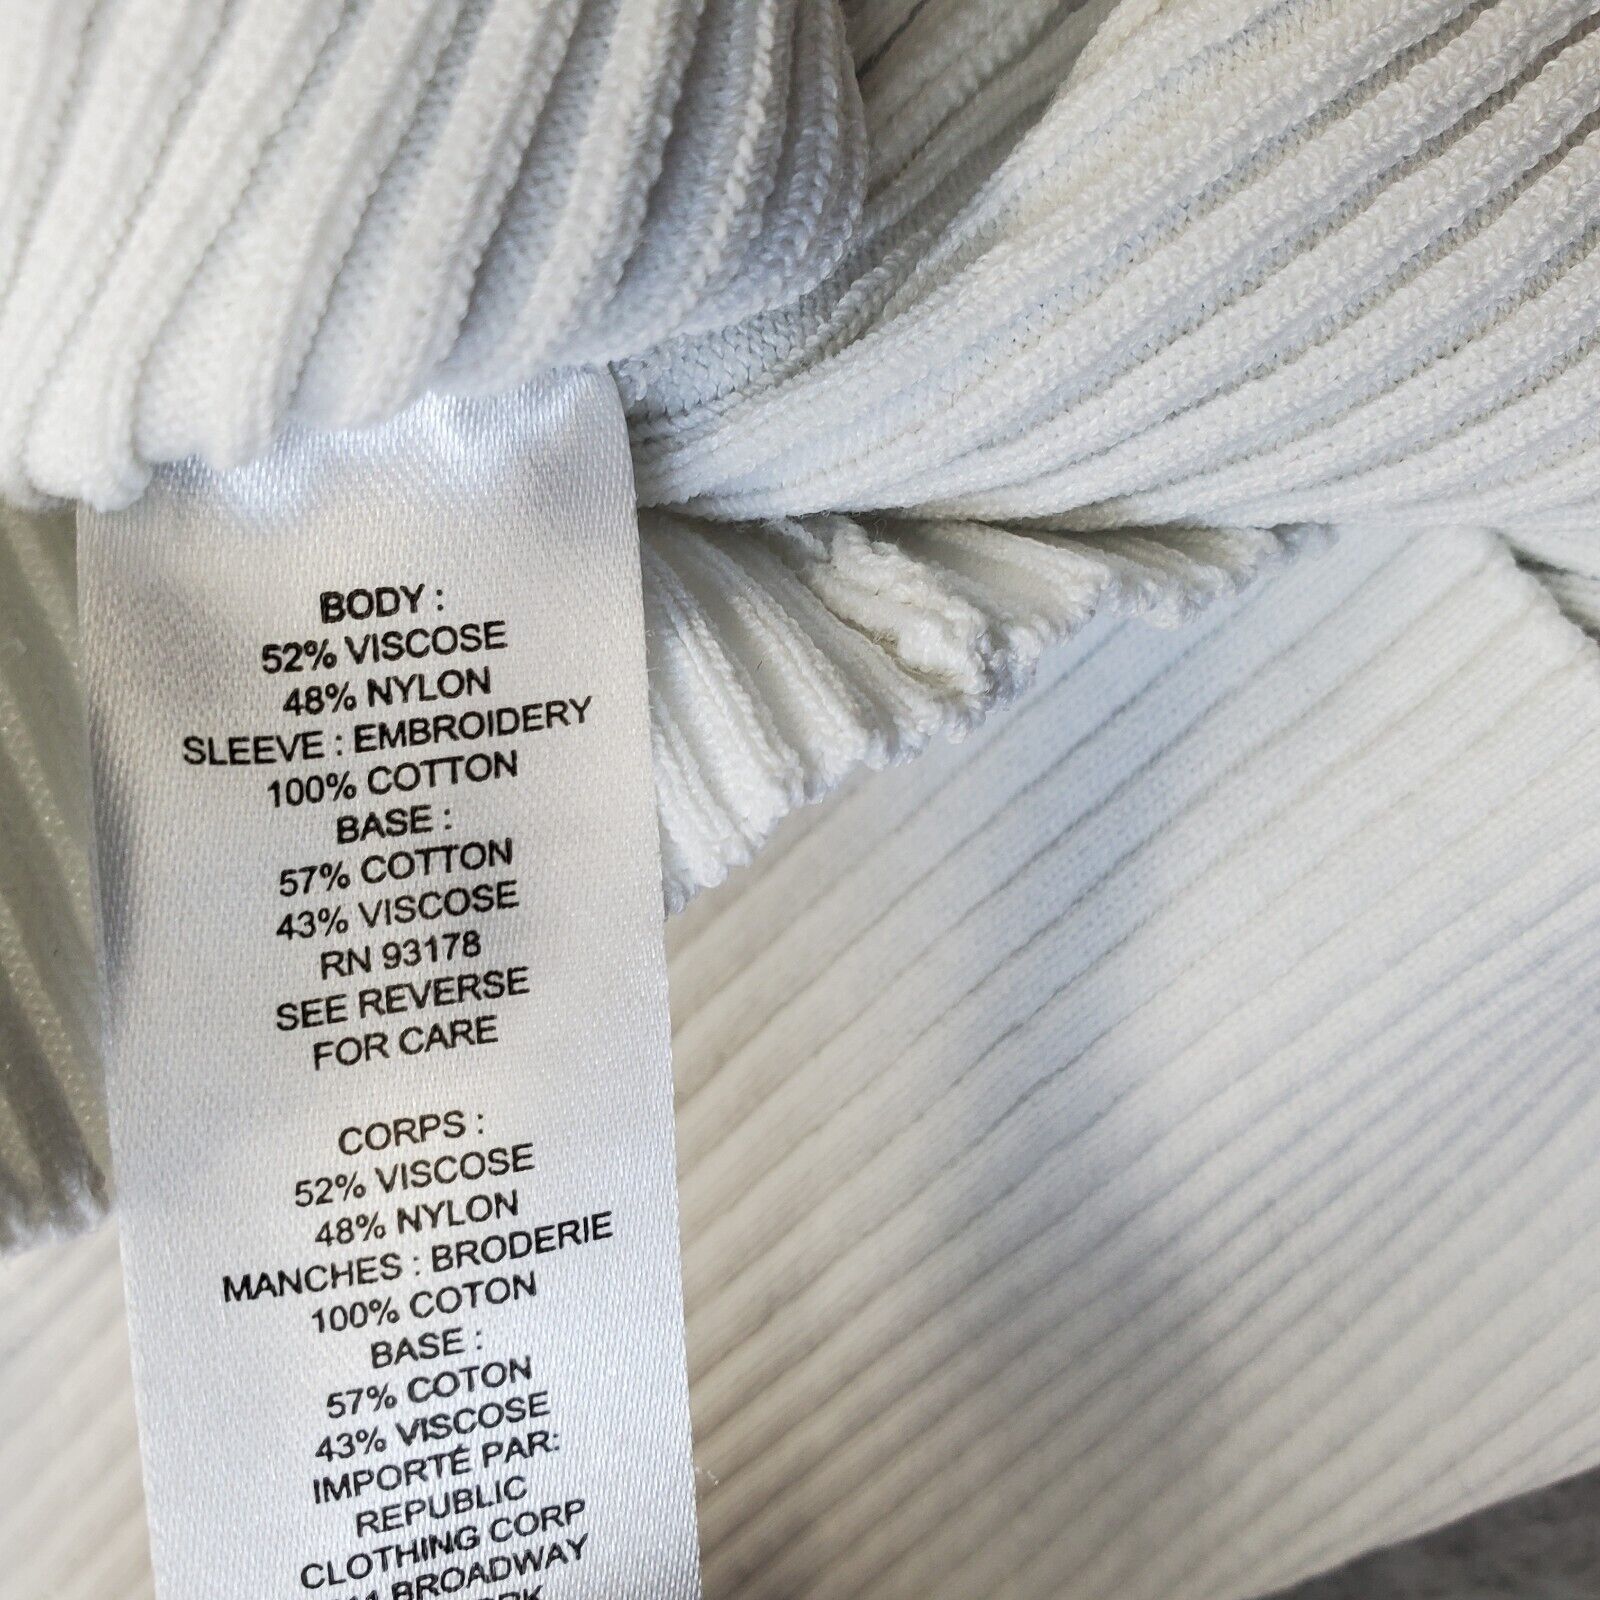 BODY :
52% VISCOSE
48% NYLON
SLEEVE : EMBROIDERY
100% COTTON
BASE :
57% COTTON
43% VISCOSE
RN 93178
SEE REVERSE
FOR CARE
CORPS :
52% VISCOSE
48% NYLON
MANCHES : BRODERIE
100% COTON
BASE :
57% COTON
43% VISCOSE
IMPORTÉ PAR:
REPUBLIC
CLOTHING CORP
BROADWAY